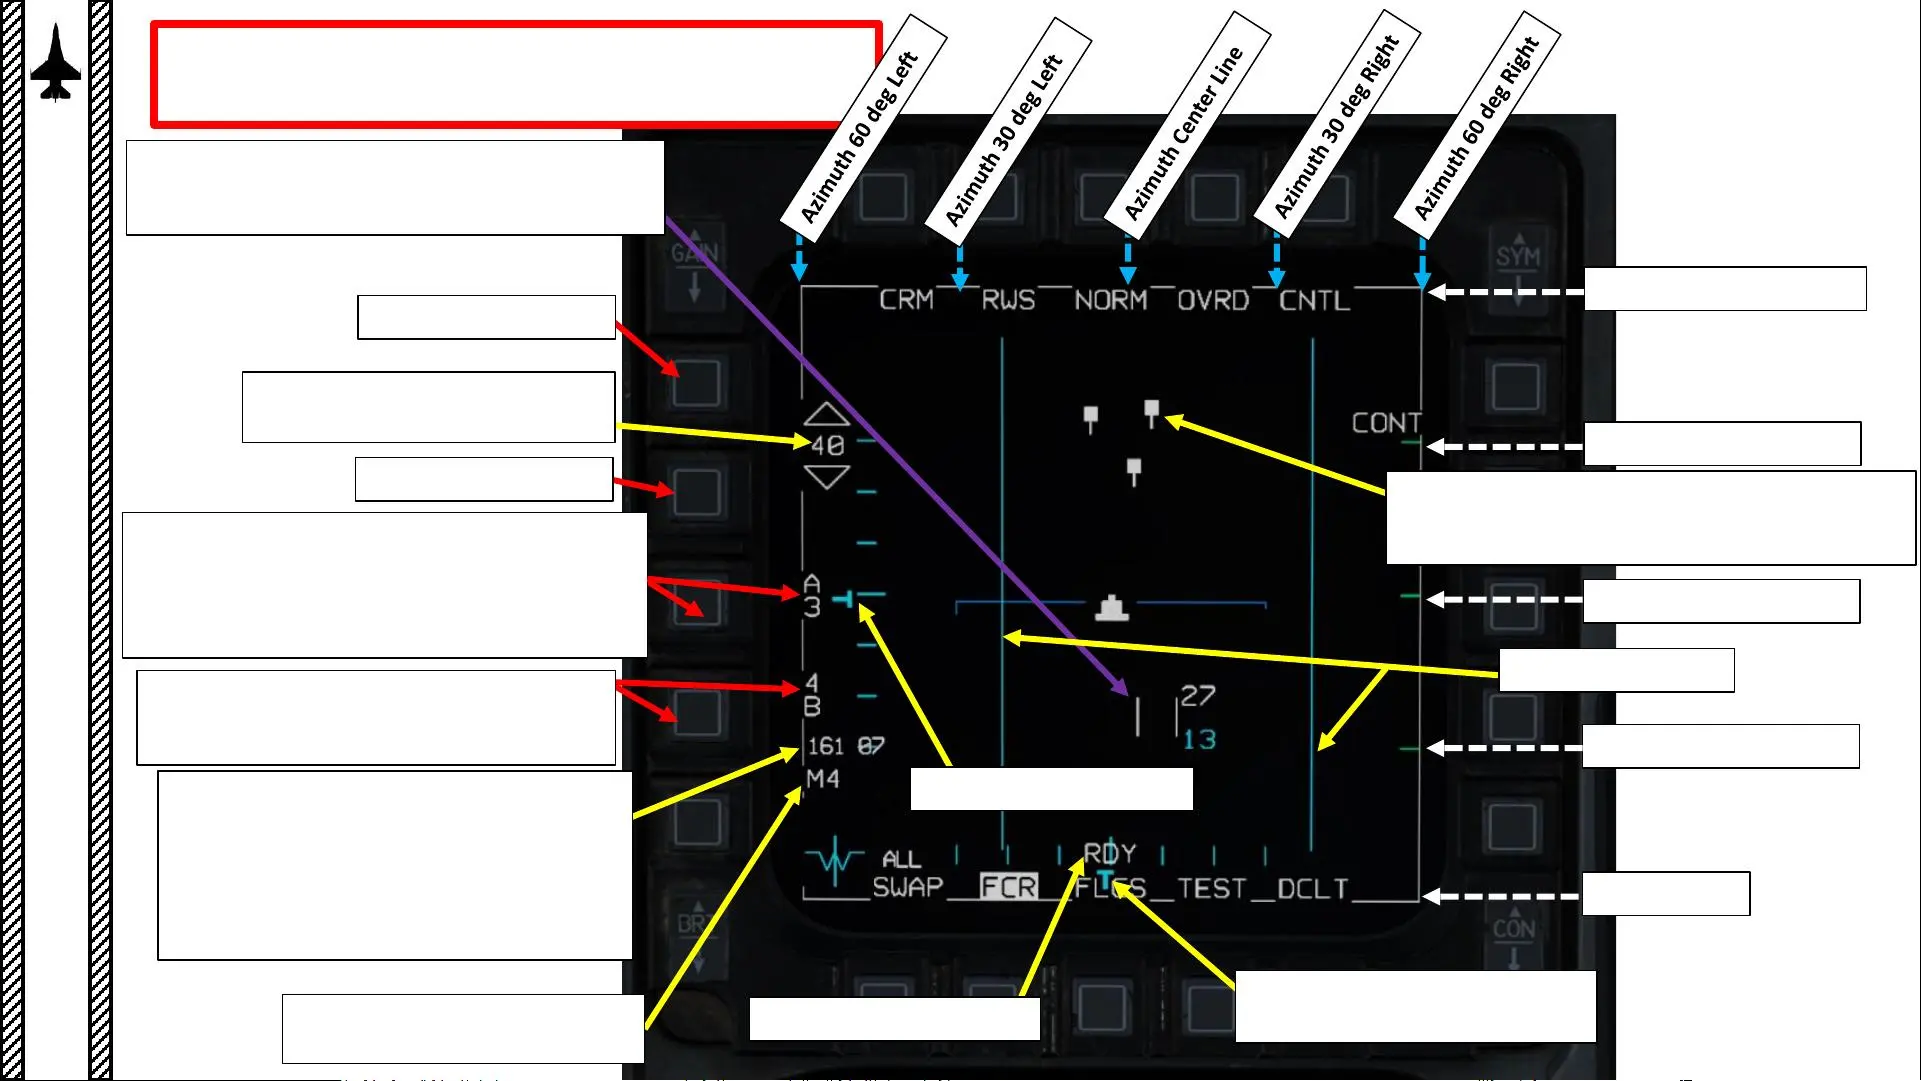 Azimuth 60 deg Left
Azimuth 30 deg Left
Azimuth Center Line
Azimuth 30 deg Right
Azimuth 60 deg Right
GAIN
SYM
CRM RWS NORM OVRD CNTL
CONT
40
A
3
4
B
27
13
161 07
M4
RDY
ALL
SWAP FCR FLCS TEST DCLT
BRT
CON